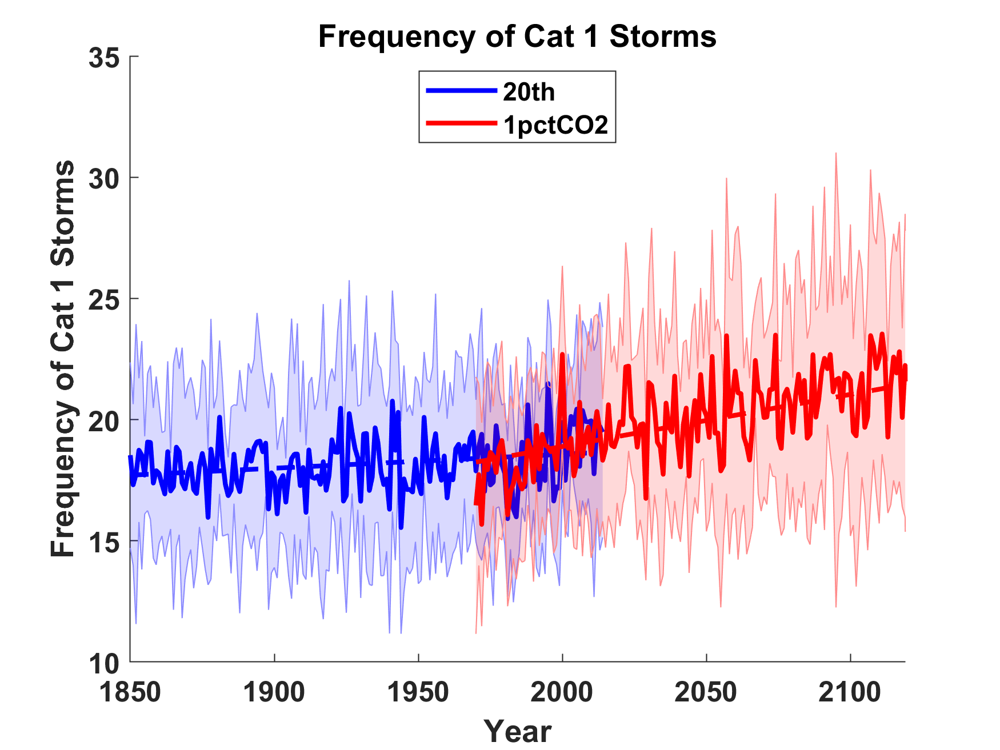 Frequency of Cat 1 Storms
20th
1pctCO2
Frequency of Cat 1 Storms
35
30
25
20
15
10
1850 1900 1950 2000 2050 2100
Year